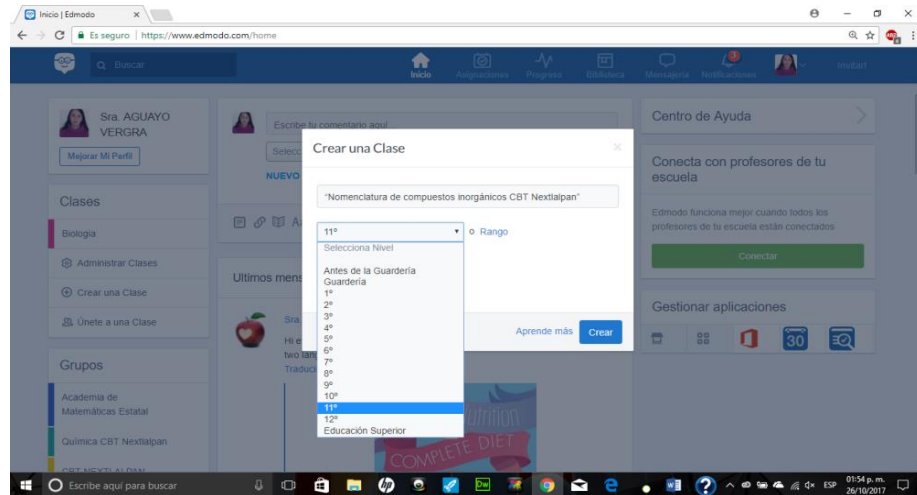 Inicio | Edmodo
Es seguro | https://www.edmodo.com/home
Buscar
Inicio
Asignaciones
Progreso
Biblioteca
Mensajería
Notificaciones
Sra. AGUAYO
VERGRA
Mejorar Mi Perfil
Clases
Biología
Administrar Clases
Crear una Clase
Únete a una Clase
Grupos
Academia de
Matemáticas Estatal
Química CBT Nextlalpan
CBT NEXTLALPAN
Escribe tu comentario aquí...
NUEVO
Crear una Clase
"Nomenclatura de compuestos inorgánicos CBT Nextlalpan"
11º
o Rango
Selecciona Nivel
Antes de la Guardería
Guardería
1º
2º
3º
4º
5º
6º
7º
8º
9º
10º
11º
12º
Educación Superior
Aprende más
Crear
Sra.
two lan
COMPLETE DIET
Centro de Ayuda
Conecta con profesores de tu
escuela
Edmodo funciona mejor cuando todos los
profesores de tu escuela están conectados
Conectar
Gestionar aplicaciones
30
Escribe aquí para buscar
ESP
01:54 p. m.
26/10/2017